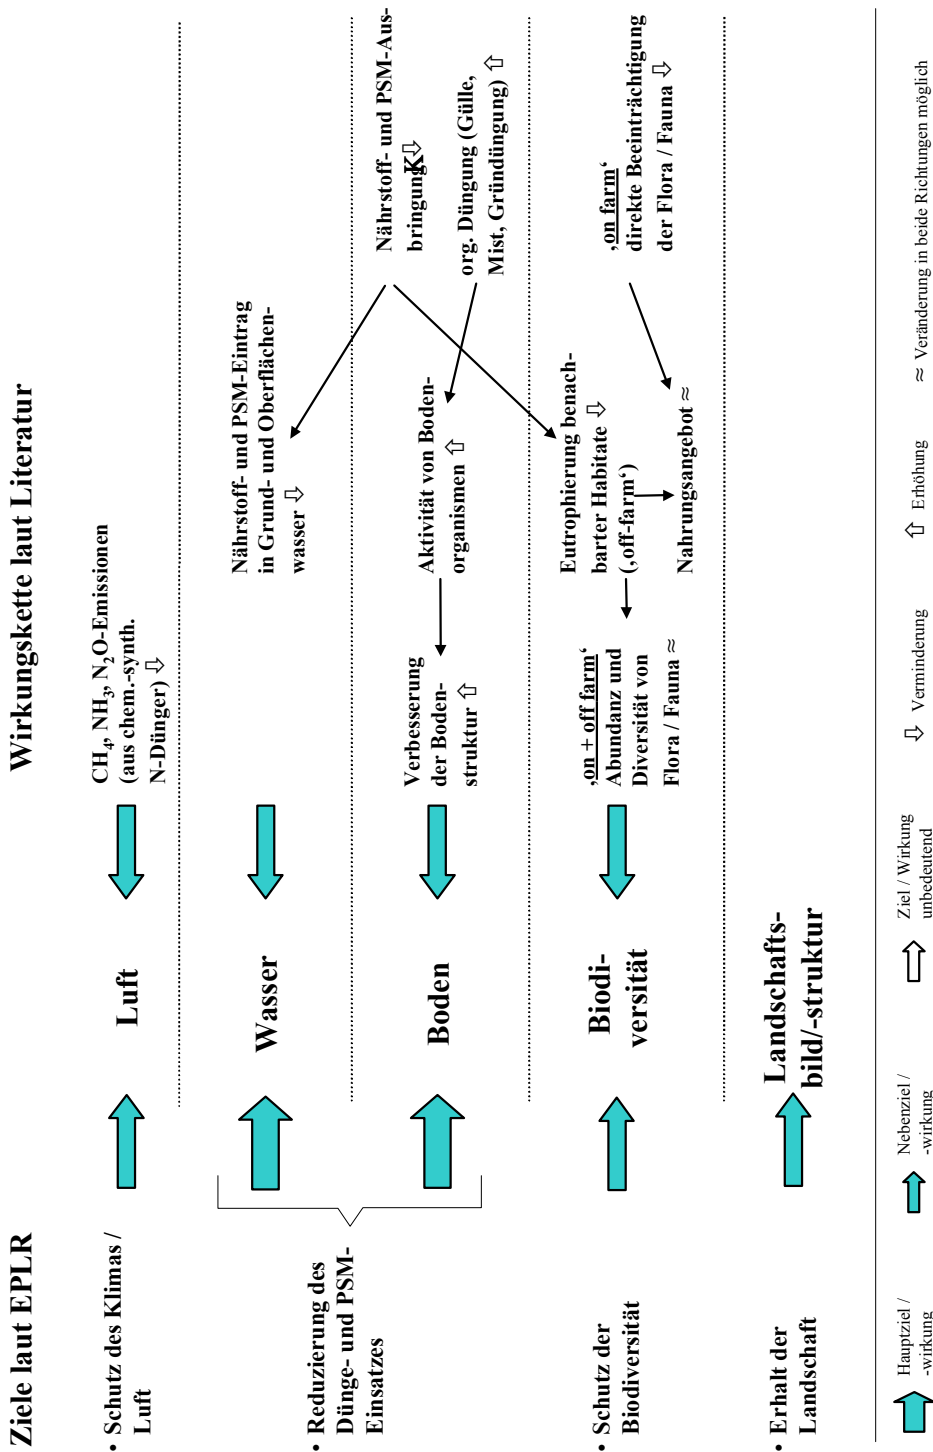 Ziele laut EPLR
Wirkungskette laut Literatur
• Schutz des Klimas /
Luft
Luft
CH₄, NH₃, N₂O-Emissionen
(aus chem.-synth.
N-Dünger) ⇩
• Reduzierung des
Dünge- und PSM-
Einsatzes
Wasser
Nährstoff- und PSM-Eintrag
in Grund- und Oberflächen-
wasser ⇩
Nährstoff- und PSM-Aus-
bringungK⇩
Boden
Verbesserung
der Boden-
struktur ⇧
Aktivität von Boden-
organismen ⇧
org. Düngung (Gülle,
Mist, Gründüngung) ⇧
• Schutz der
Biodiversität
Biodi-
versität
‚on + off farm‘
Abundanz und
Diversität von
Flora / Fauna ≈
Eutrophierung benach-
barter Habitate ⇩
(‚off-farm‘)
Nahrungsangebot ≈
‚on farm‘
direkte Beeinträchtigung
der Flora / Fauna ⇩
• Erhalt der
Landschaft
Landschafts-
bild/-struktur
Hauptziel /
-wirkung
Nebenziel /
-wirkung
Ziel / Wirkung
unbedeutend
⇩ Verminderung
⇧ Erhöhung
≈ Veränderung in beide Richtungen möglich